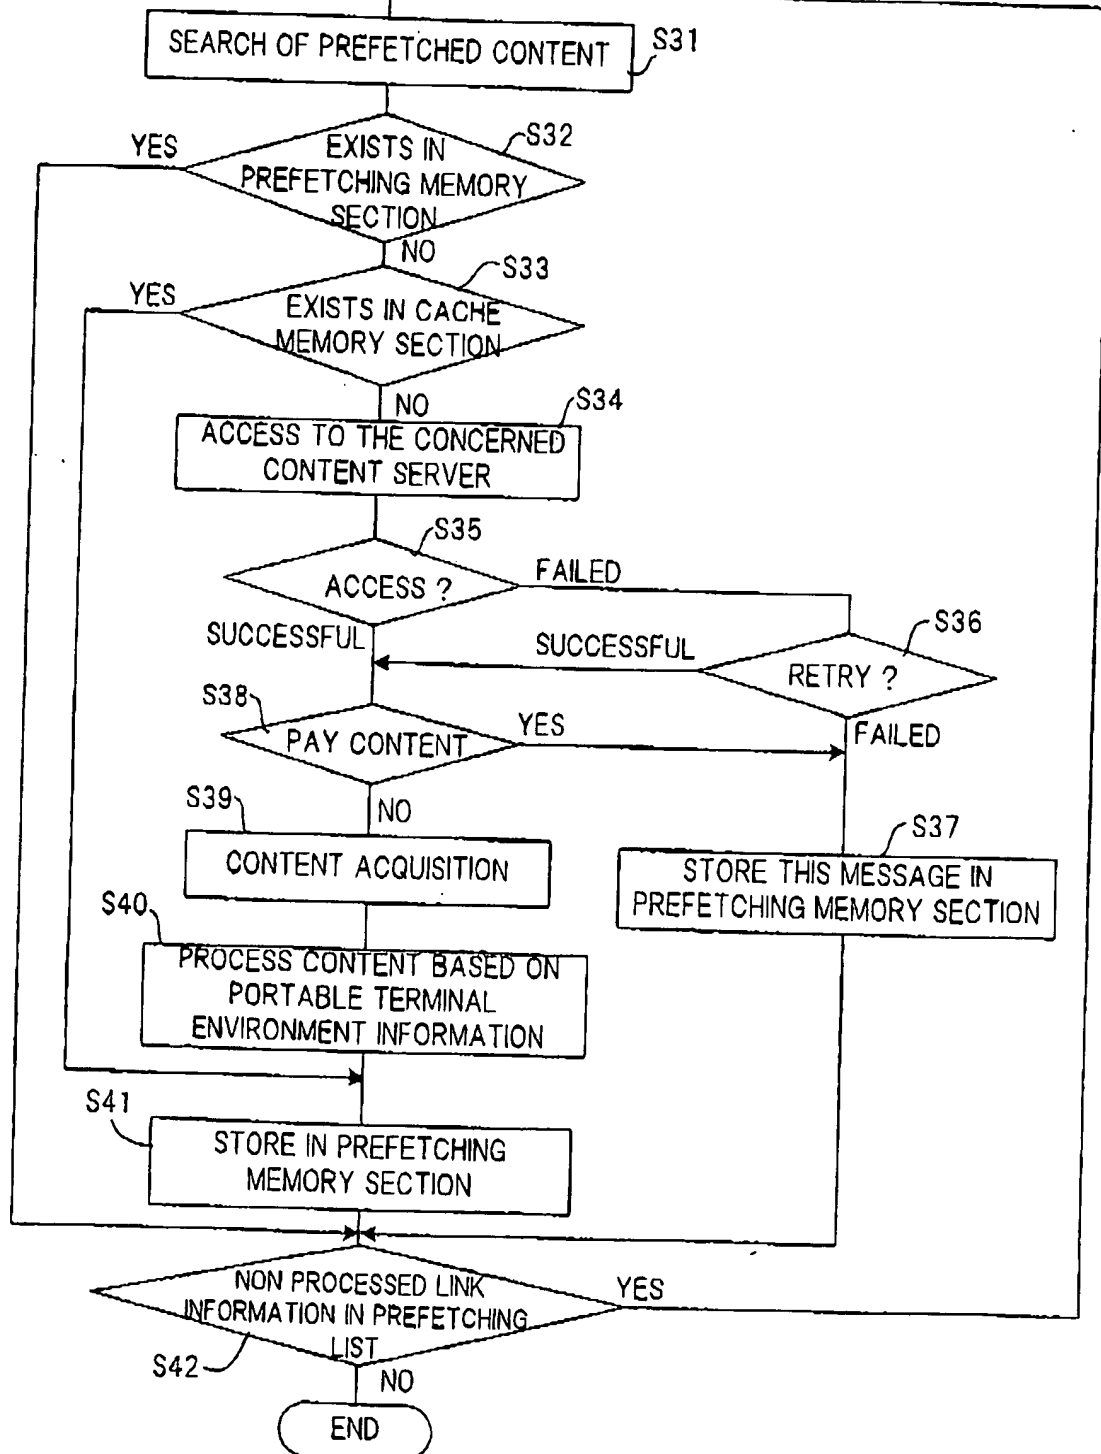 SEARCH OF PREFETCHED CONTENT
S31
YES
EXISTS IN
PREFETCHING MEMORY
SECTION
S32
NO
YES
EXISTS IN CACHE
MEMORY SECTION
S33
NO
S34
ACCESS TO THE CONCERNED
CONTENT SERVER
S35
ACCESS ?
FAILED
SUCCESSFUL
SUCCESSFUL
S36
RETRY ?
S38
PAY CONTENT
YES
FAILED
NO
S39
CONTENT ACQUISITION
S37
STORE THIS MESSAGE IN
PREFETCHING MEMORY SECTION
S40
PROCESS CONTENT BASED ON
PORTABLE TERMINAL
ENVIRONMENT INFORMATION
S41
STORE IN PREFETCHING
MEMORY SECTION
NON PROCESSED LINK
INFORMATION IN PREFETCHING
LIST
YES
S42
NO
END